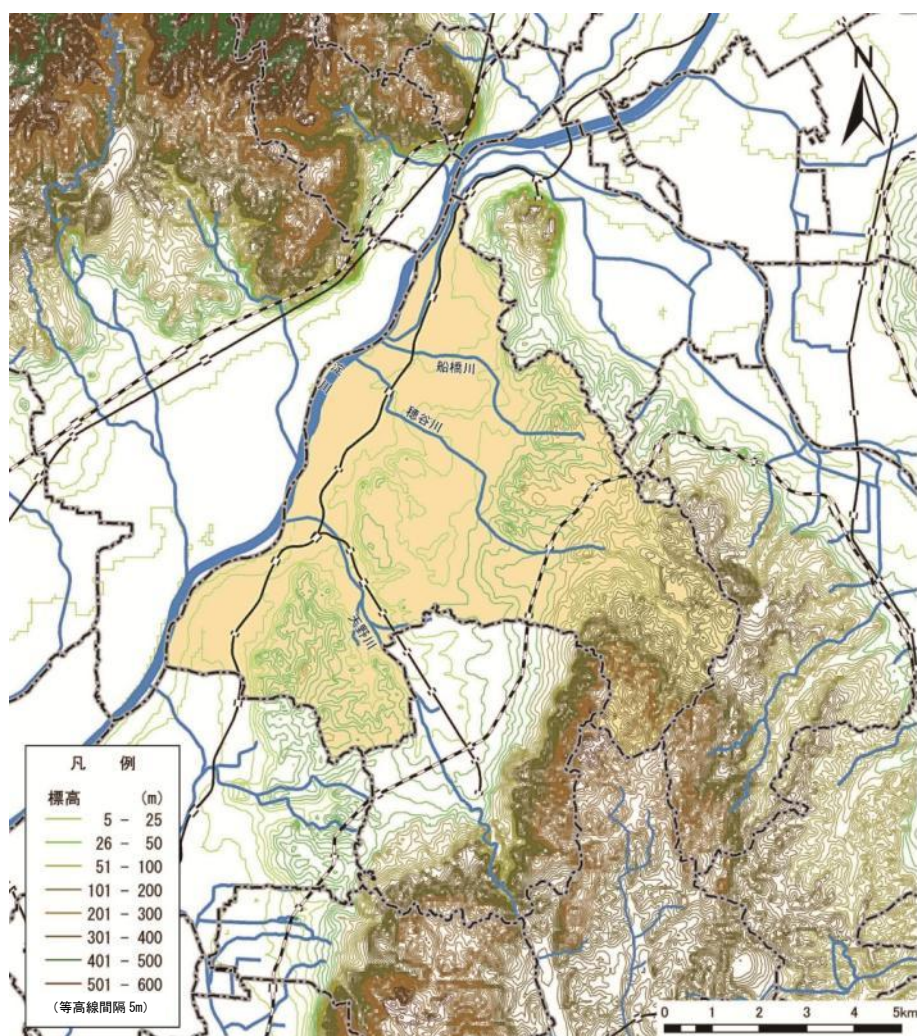 N
船橋川
穂谷川
淀川
天野川
凡 例
標高 (m)
5 - 25
26 - 50
51 - 100
101 - 200
201 - 300
301 - 400
401 - 500
501 - 600
(等高線間隔 5m)
0 1 2 3 4 5km